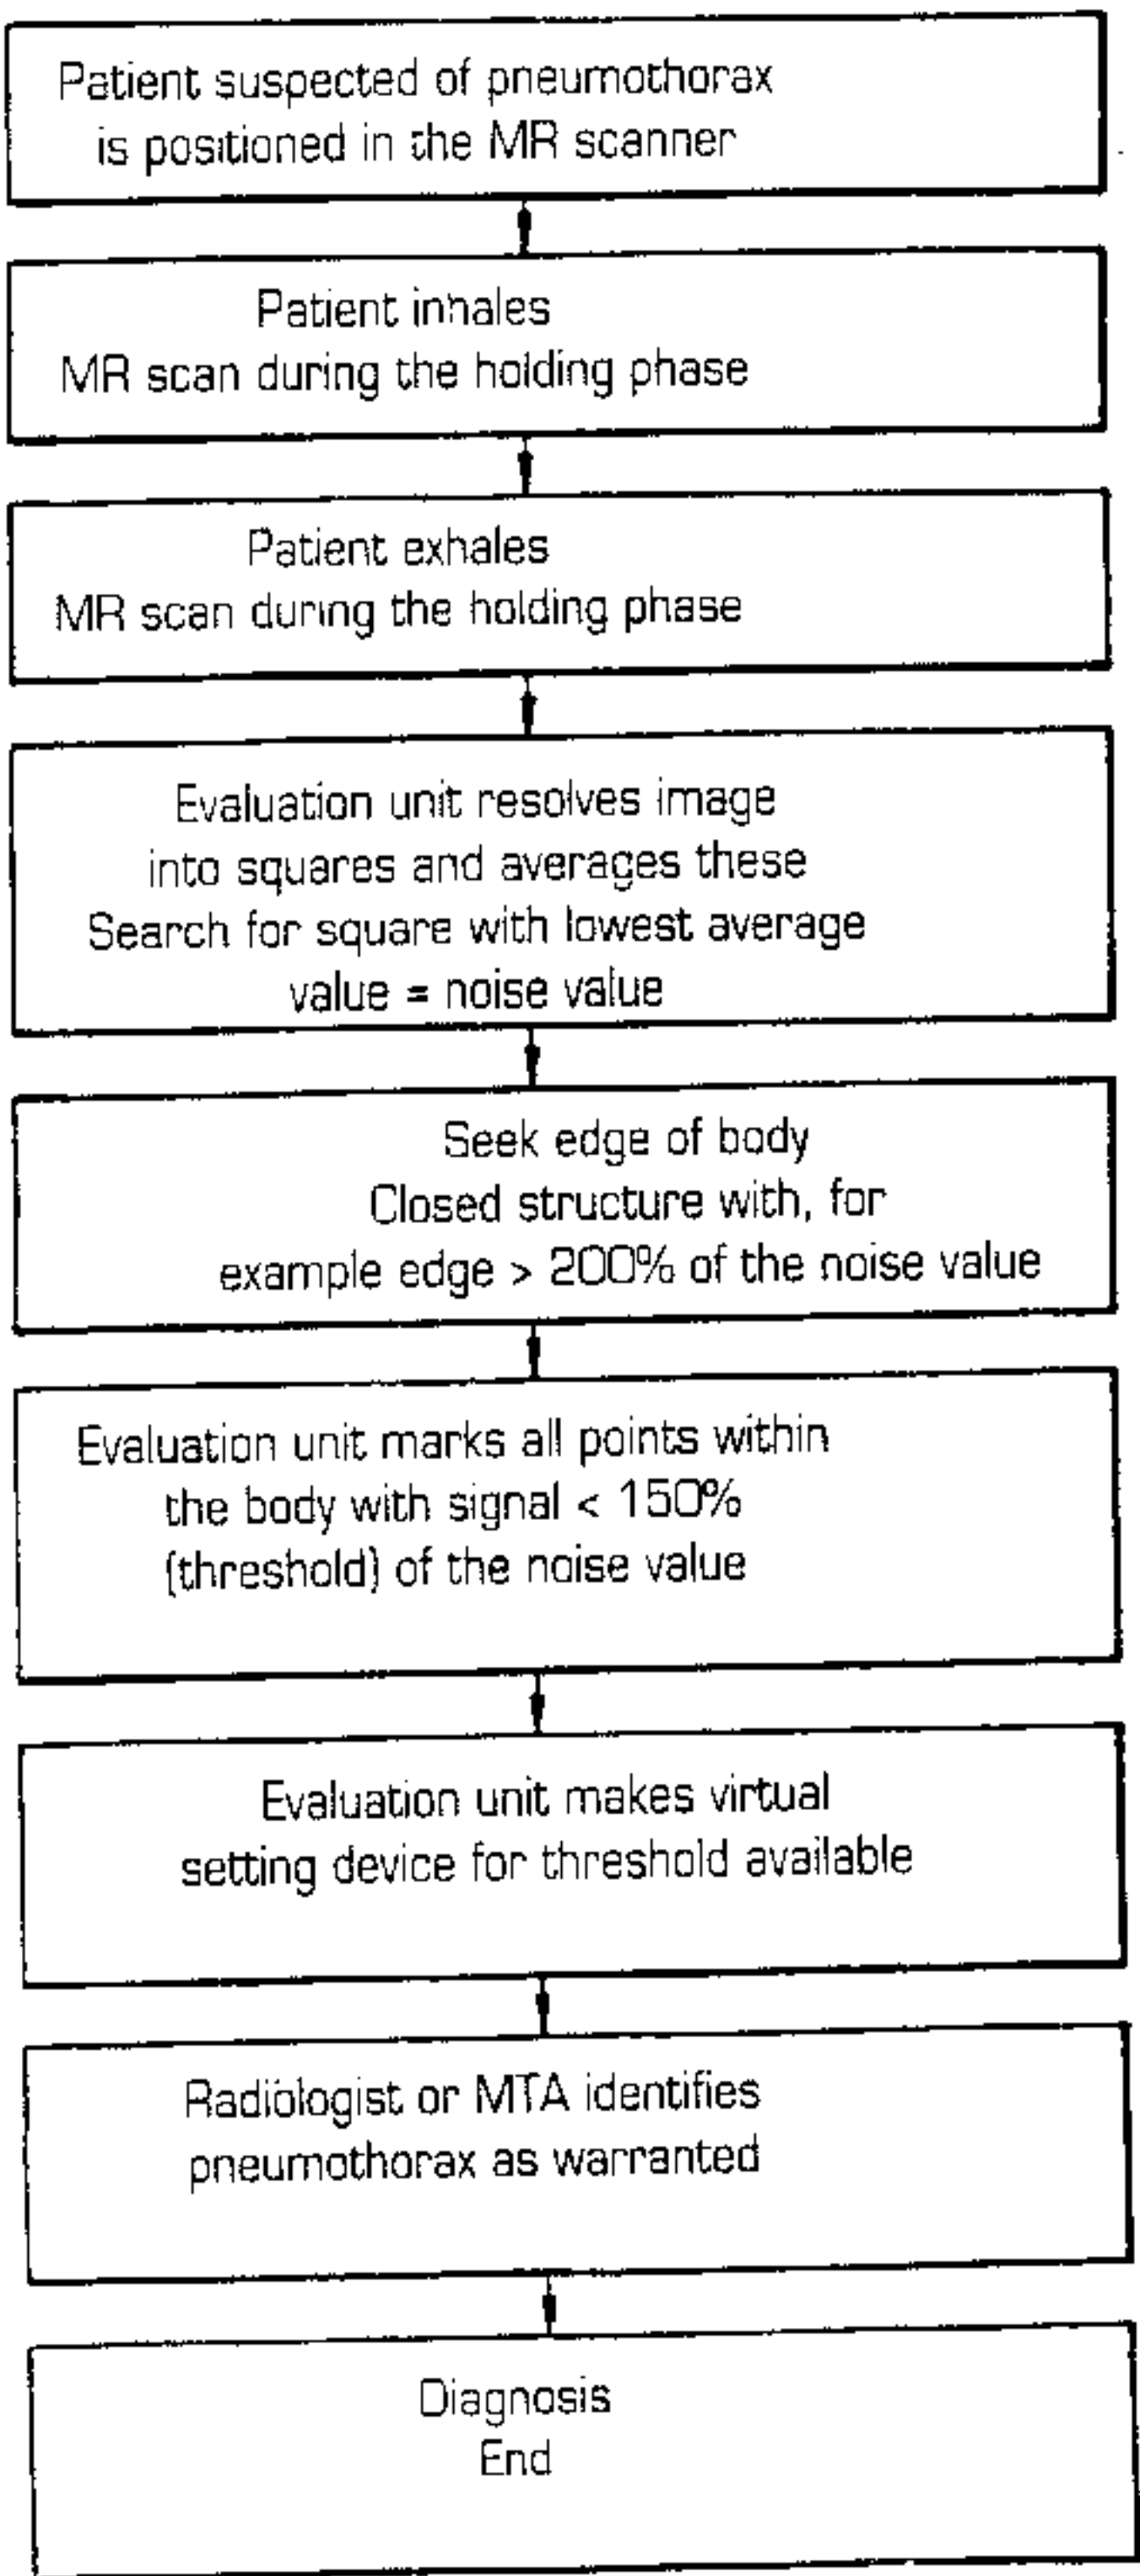 Patient suspected of pneumothorax
is positioned in the MR scanner
Patient inhales
MR scan during the holding phase
Patient exhales
MR scan during the holding phase
Evaluation unit resolves image
into squares and averages these
Search for square with lowest average
value = noise value
Seek edge of body
Closed structure with, for
example edge > 200% of the noise value
Evaluation unit marks all points within
the body with signal < 150%
(threshold) of the noise value
Evaluation unit makes virtual
setting device for threshold available
Radiologist or MTA identifies
pneumothorax as warranted
Diagnosis
End